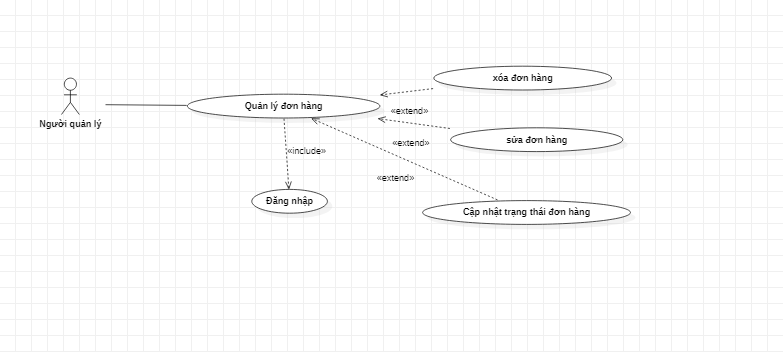 xóa đơn hàng
Quản lý đơn hàng
«extend»
Người quản lý
sửa đơn hàng
«extend»
«include»
«extend»
Đăng nhập
Cập nhật trạng thái đơn hàng